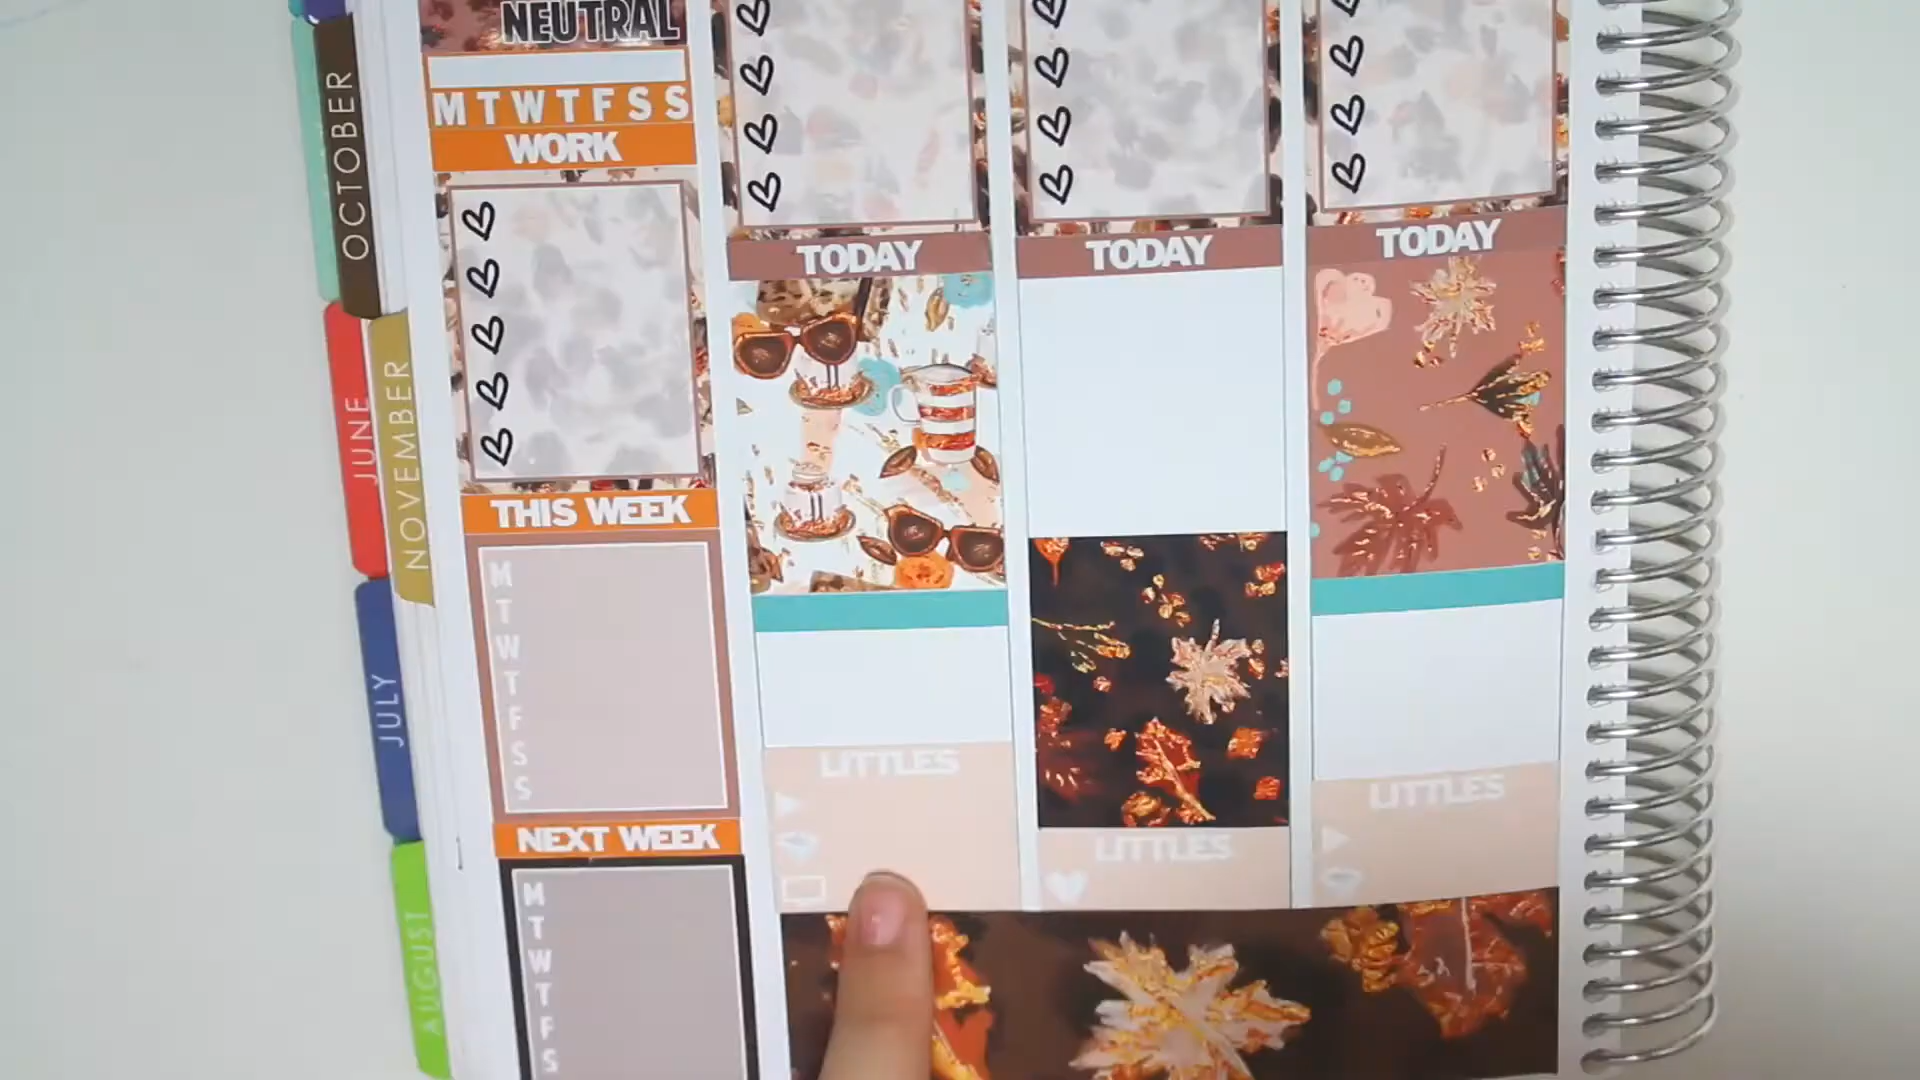 NEUTRAL
M T W T F S S
WORK
THIS WEEK
M
T
W
T
F
S
S
NEXT WEEK
M
T
W
T
F
S
TODAY
TODAY
TODAY
LITTLES
LITTLES
LITTLES
OCTOBER
JUNE
NOVEMBER
JULY
AUGUST